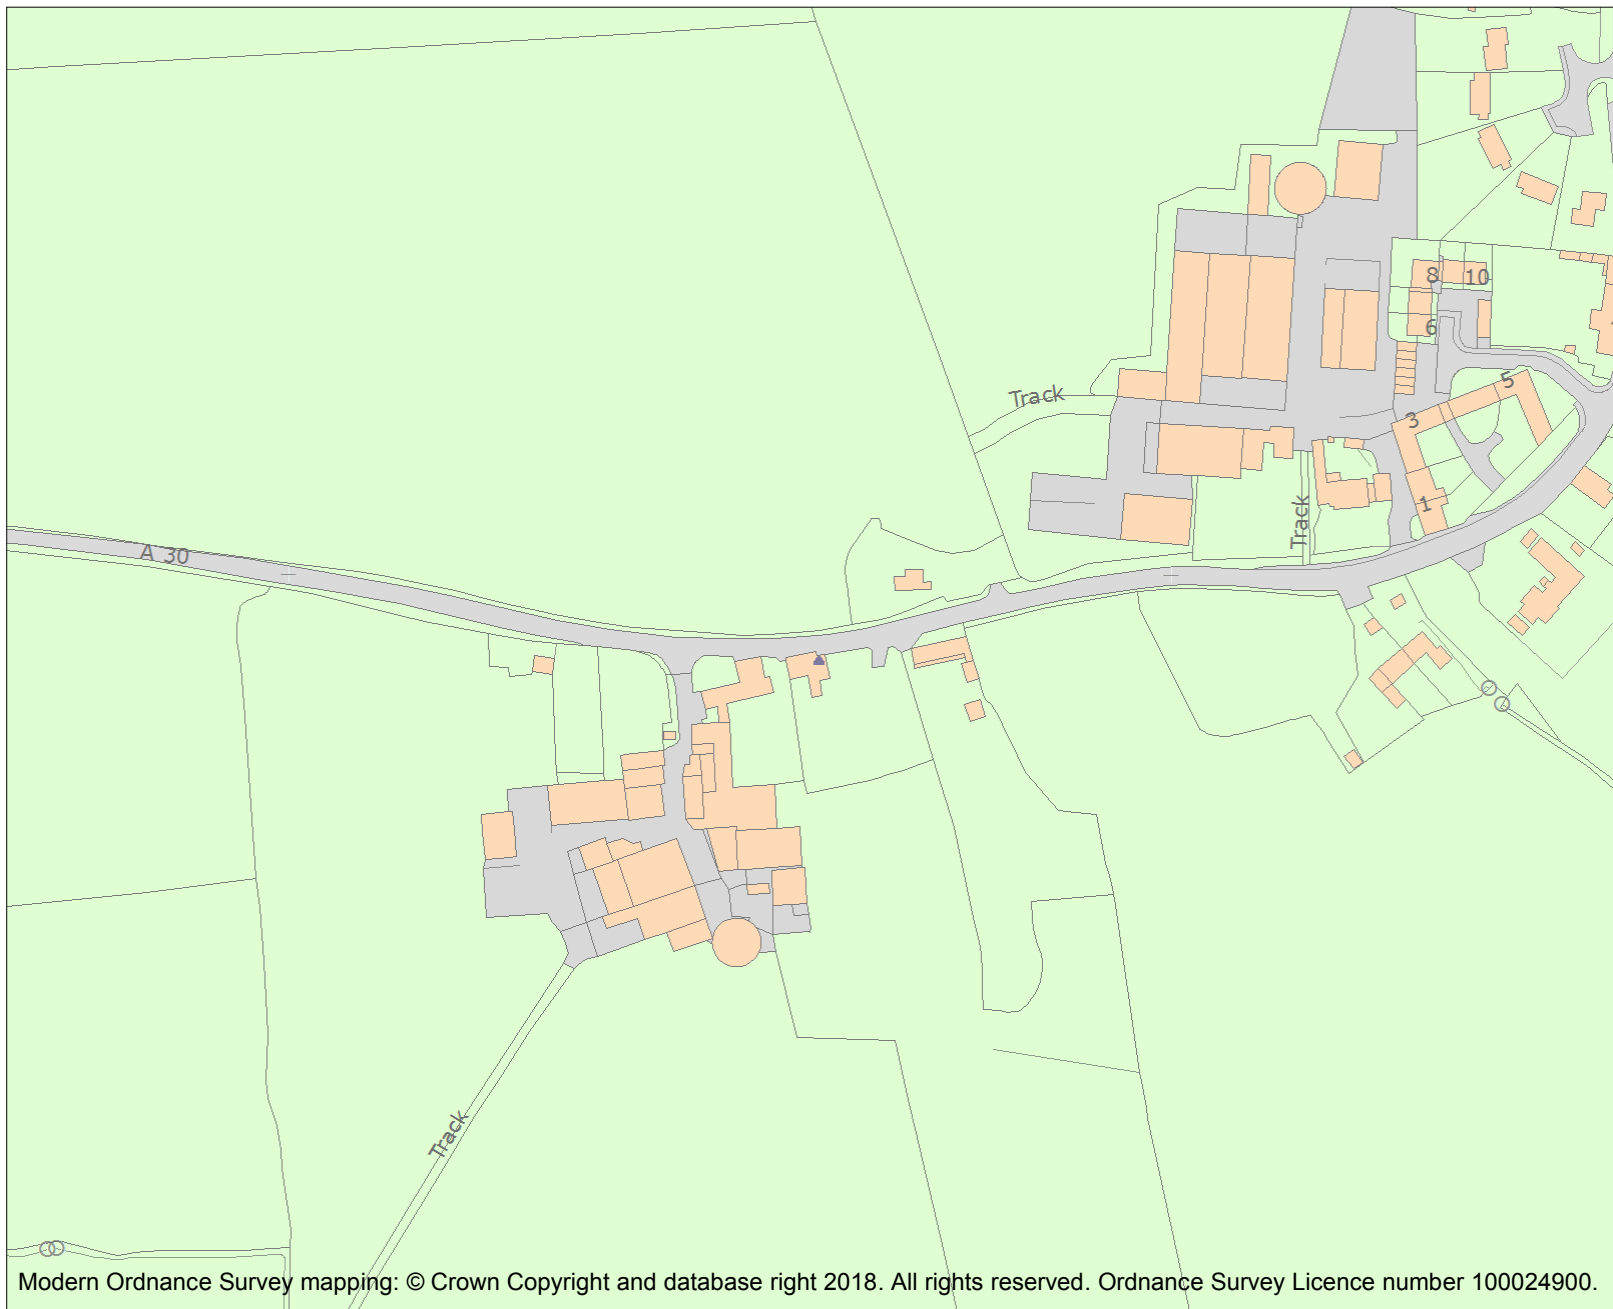 8 10
6
Track
5
3
1
Track
A 30
Track
Modern Ordnance Survey mapping: © Crown Copyright and database right 2018. All rights reserved. Ordnance Survey Licence number 100024900.